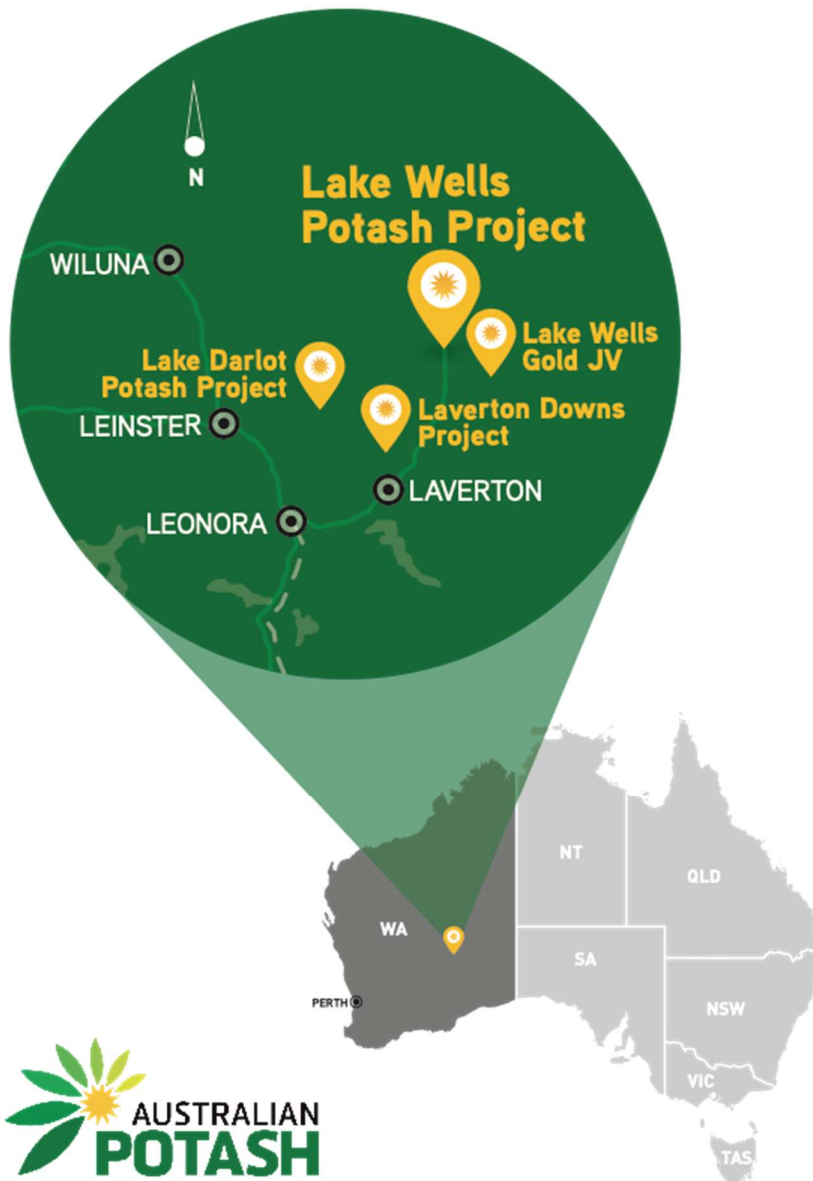 N
Lake Wells
Potash Project
WILUNA
Lake Wells
Gold JV
Lake Darlot
Potash Project
Laverton Downs
Project
LEINSTER
LAVERTON
LEONORA
NT
QLD
WA
SA
PERTH
NSW
VIC
TAS
AUSTRALIAN
POTASH